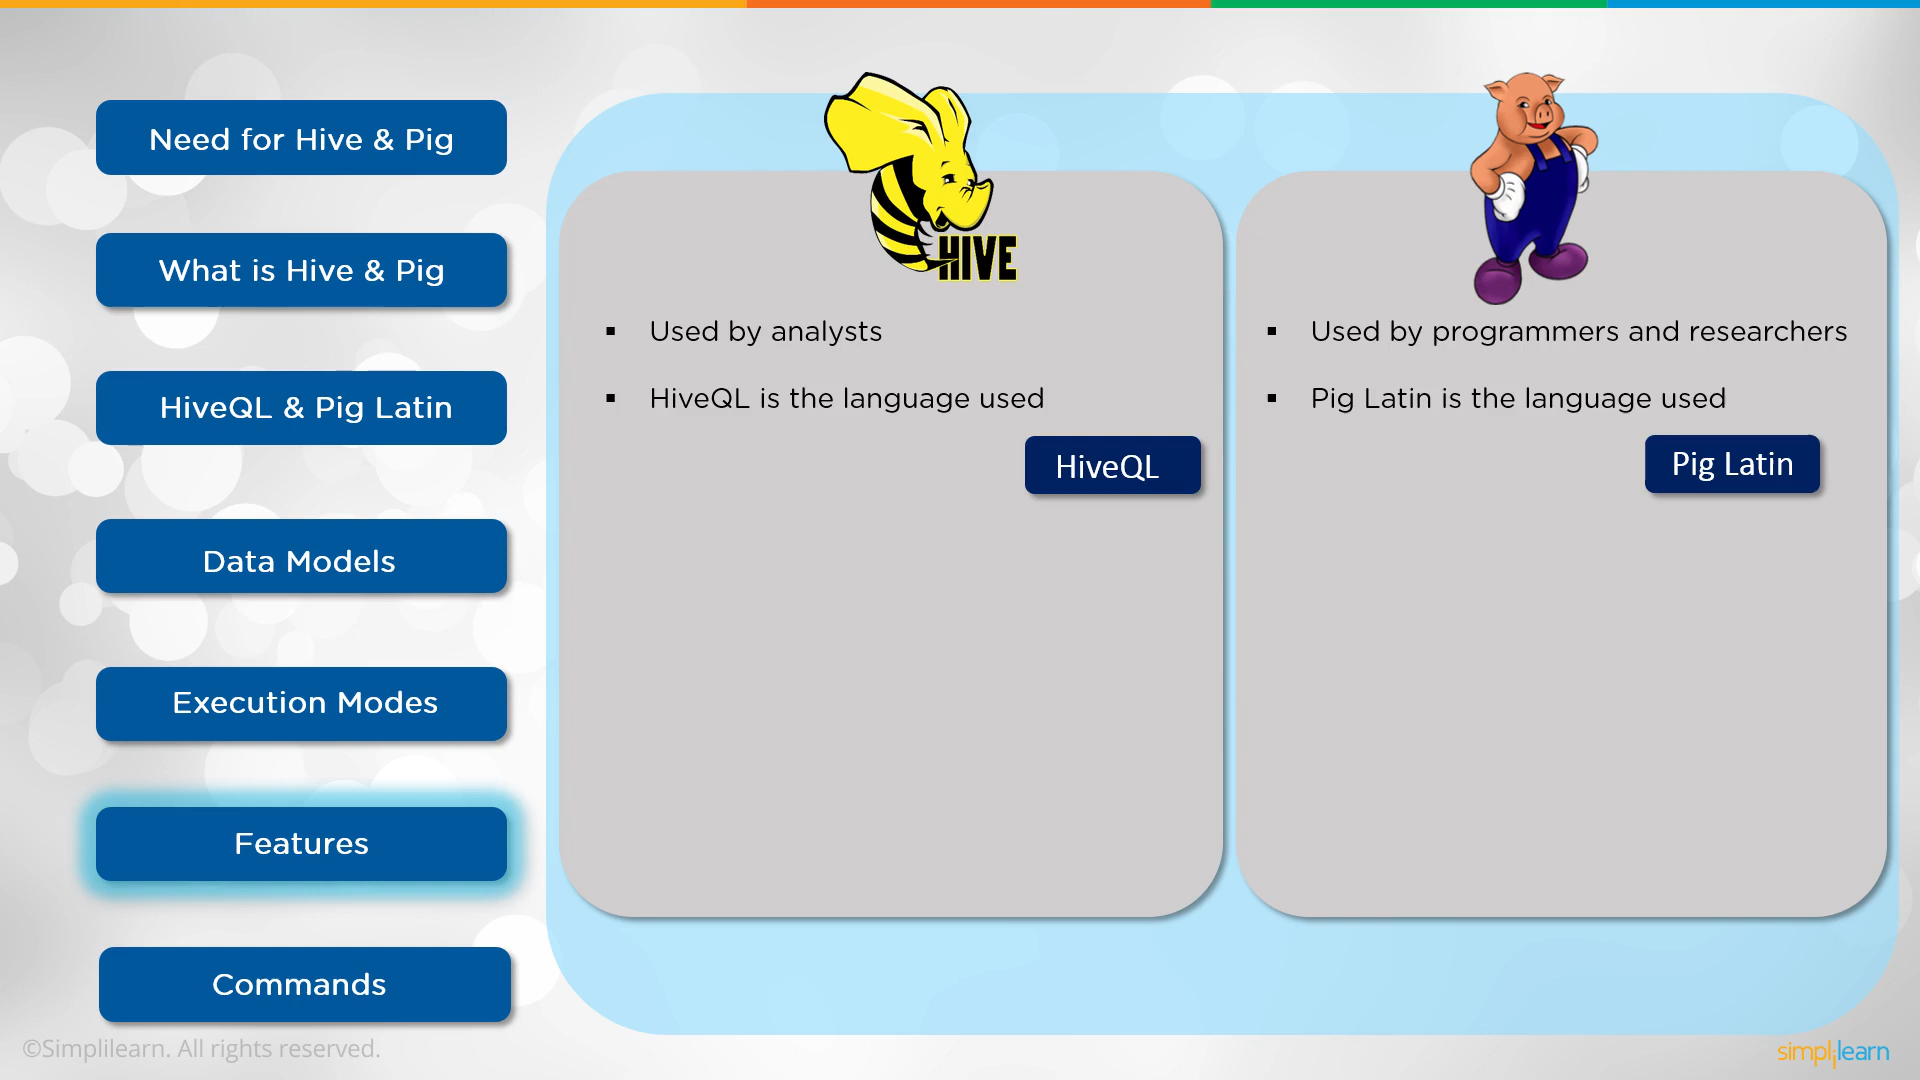 Need for Hive & Pig
What is Hive & Pig
HiveQL & Pig Latin
Data Models
Execution Modes
Features
Commands
HIVE
▪ Used by analysts
▪ HiveQL is the language used
HiveQL
▪ Used by programmers and researchers
▪ Pig Latin is the language used
Pig Latin
©Simplilearn. All rights reserved.
simplilearn